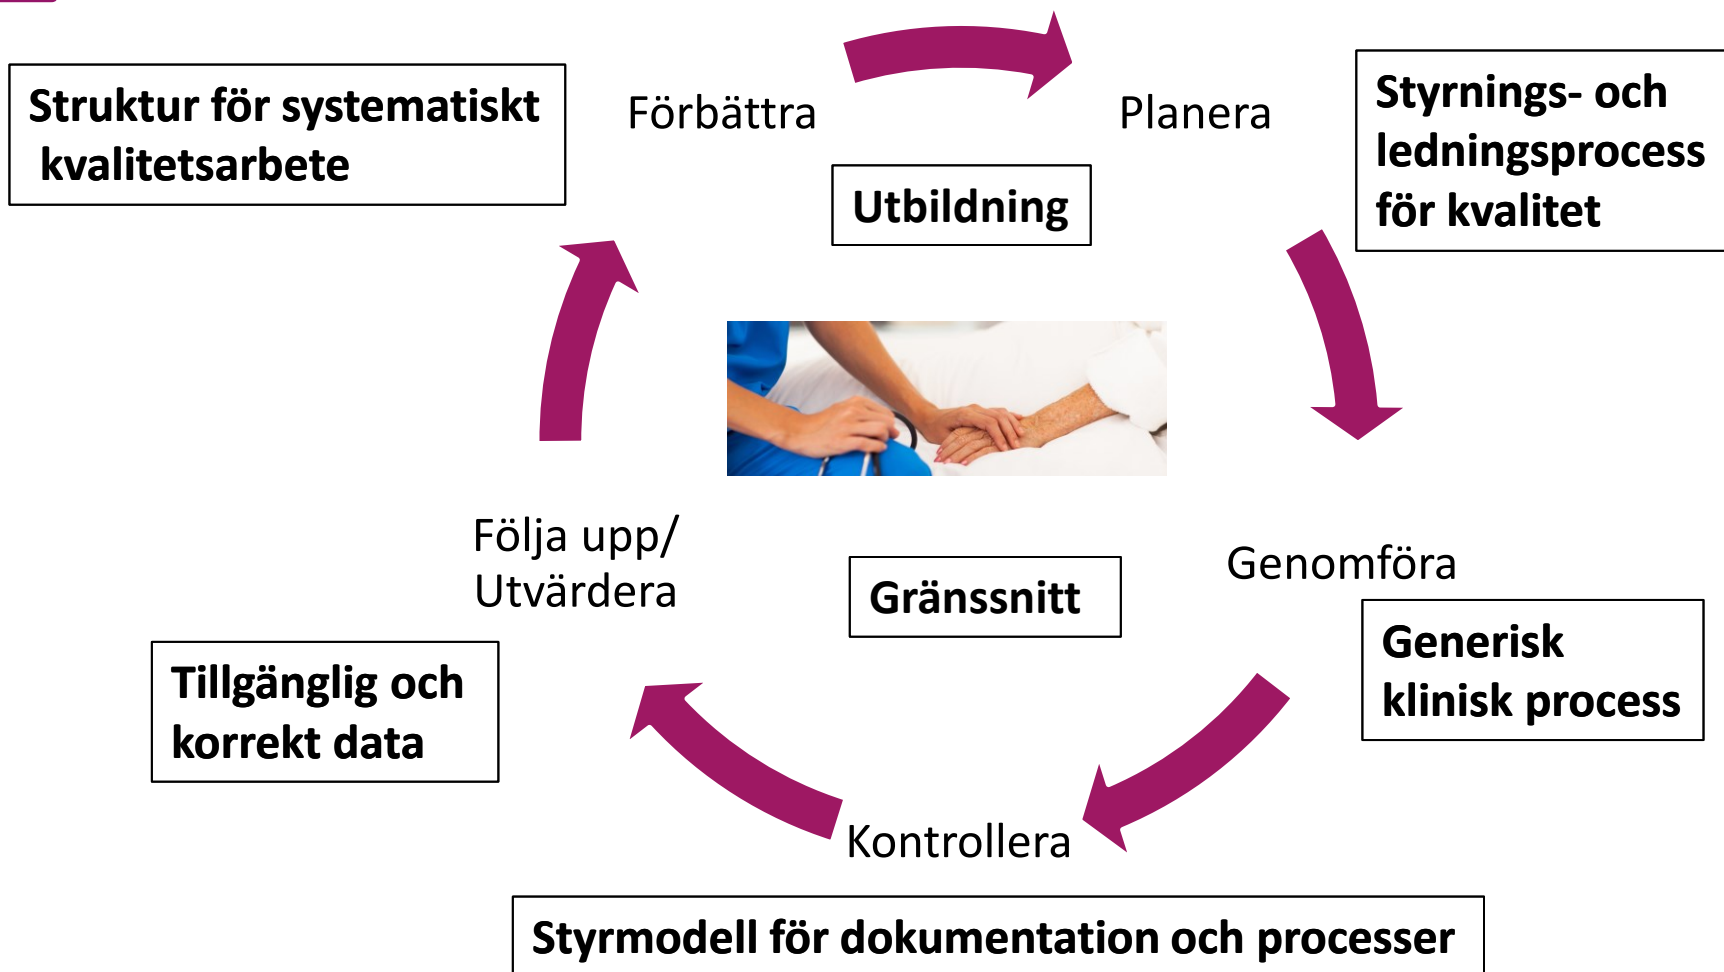 Förbättra
Planera
Struktur för systematiskt
kvalitetsarbete
Styrnings- och
ledningsprocess
för kvalitet
Utbildning
Följa upp/
Utvärdera
Genomföra
Gränssnitt
Generisk
klinisk process
Tillgänglig och
korrekt data
Kontrollera
Styrmodell för dokumentation och processer